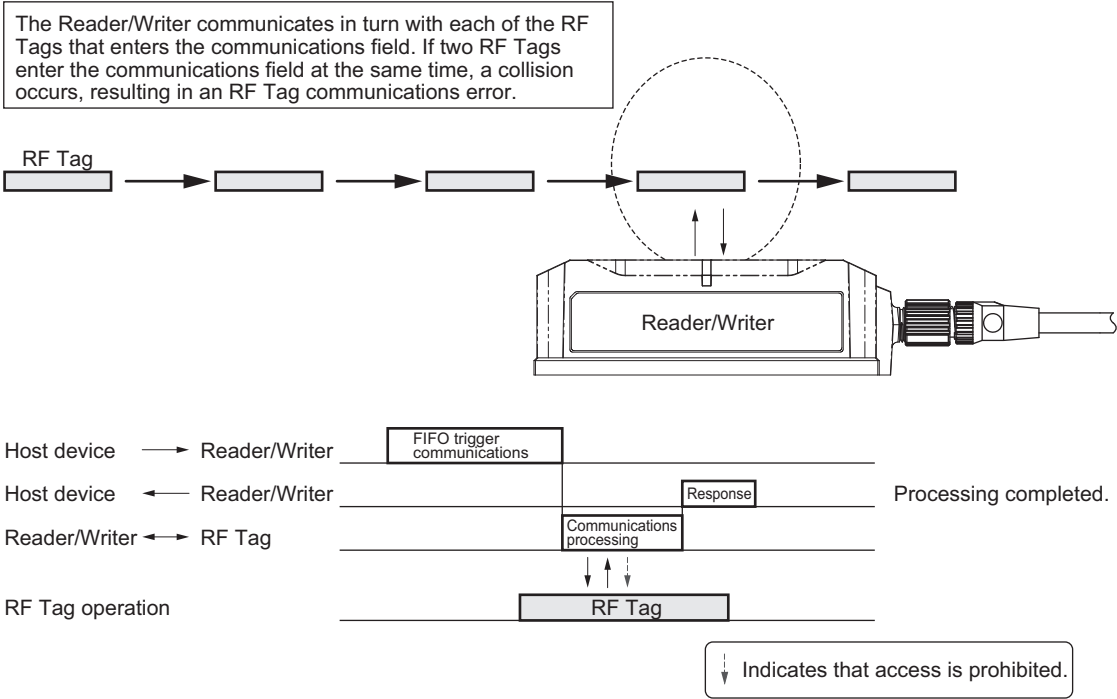 The Reader/Writer communicates in turn with each of the RF
Tags that enters the communications field. If two RF Tags
enter the communications field at the same time, a collision
occurs, resulting in an RF Tag communications error.
RF Tag
Reader/Writer
FIFO trigger
communications
Host device
Reader/Writer
Host device
Reader/Writer
Response
Processing completed.
Communications
processing
Reader/Writer
RF Tag
RF Tag operation
RF Tag
Indicates that access is prohibited.